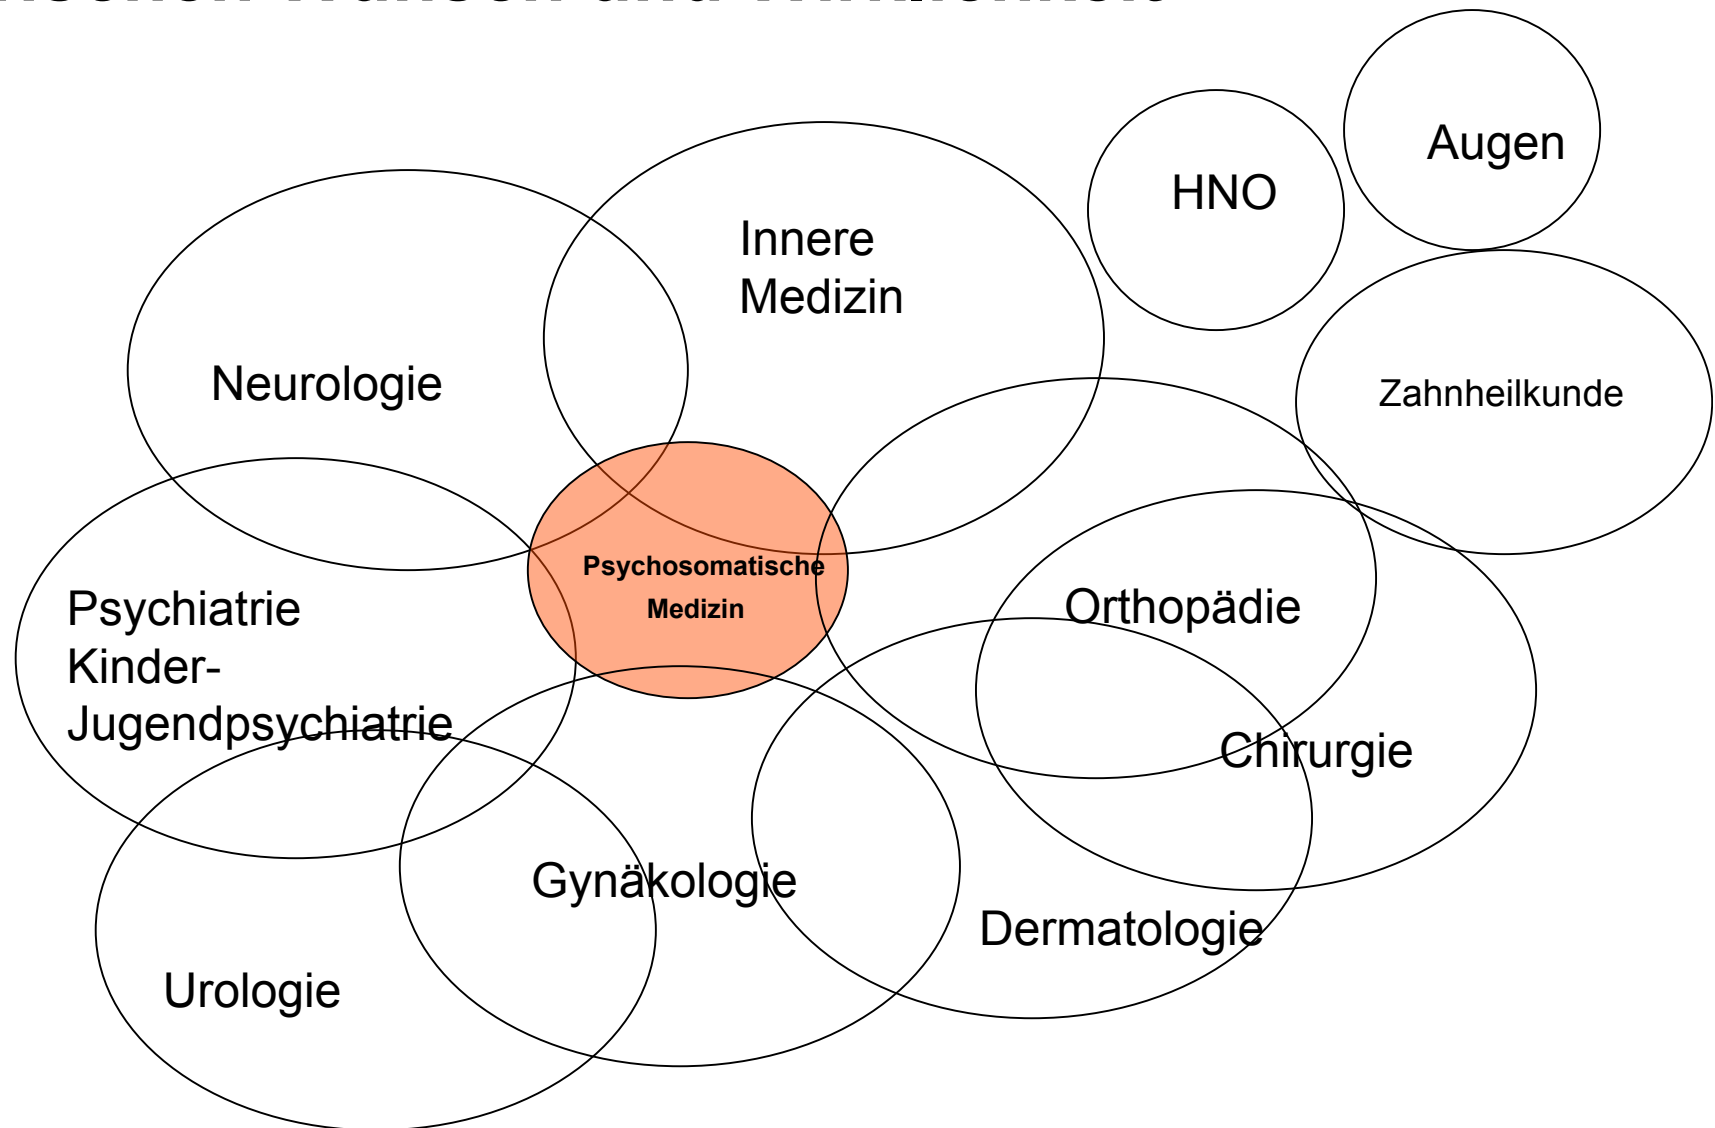 Augen
HNO
Innere
Medizin
Neurologie
Zahnheilkunde
Psychosomatische
Medizin
Psychiatrie
Kinder-
Jugendpsychiatrie
Orthopädie
Chirurgie
Gynäkologie
Dermatologie
Urologie